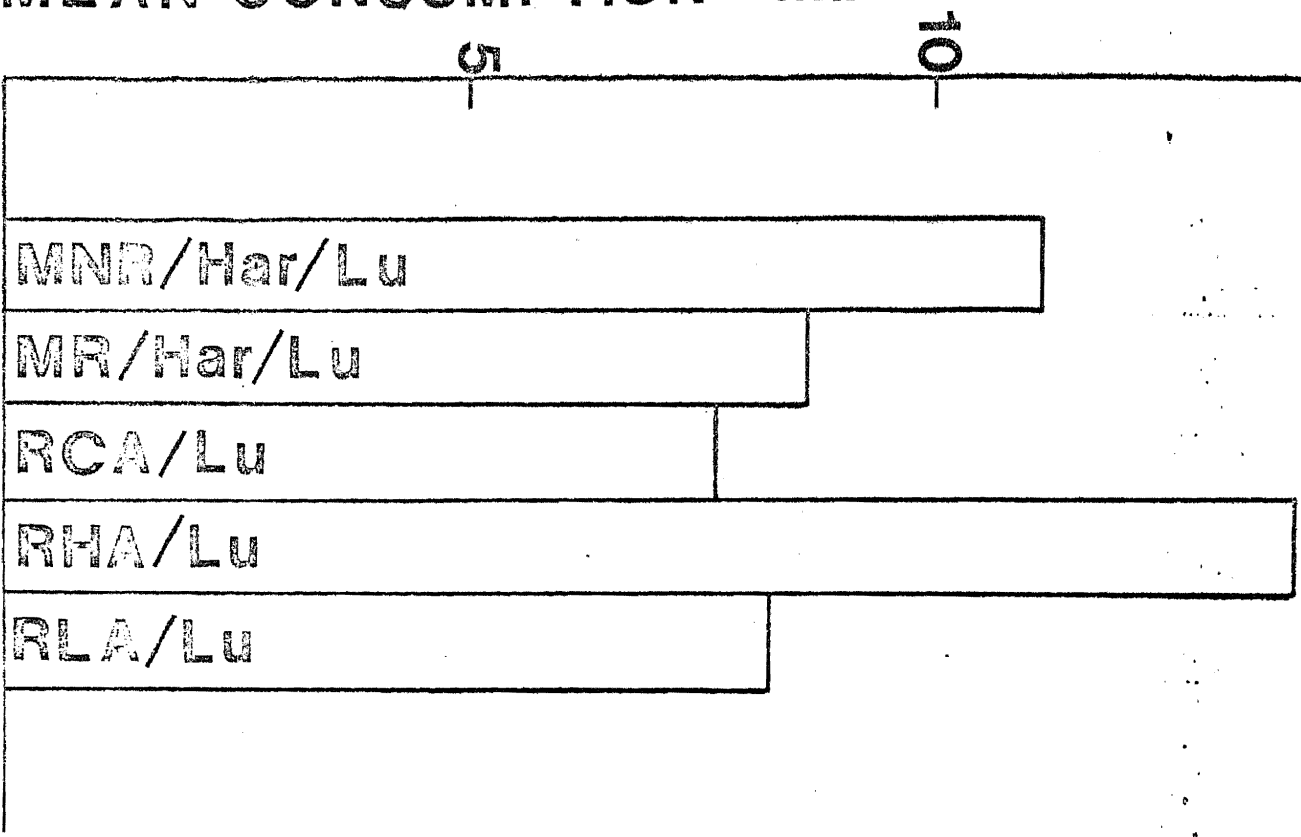 MEAN CONSUMPTION
5
10
MNR/Har/Lu
MR/Har/Lu
RCA/Lu
RHA/Lu
RLA/Lu